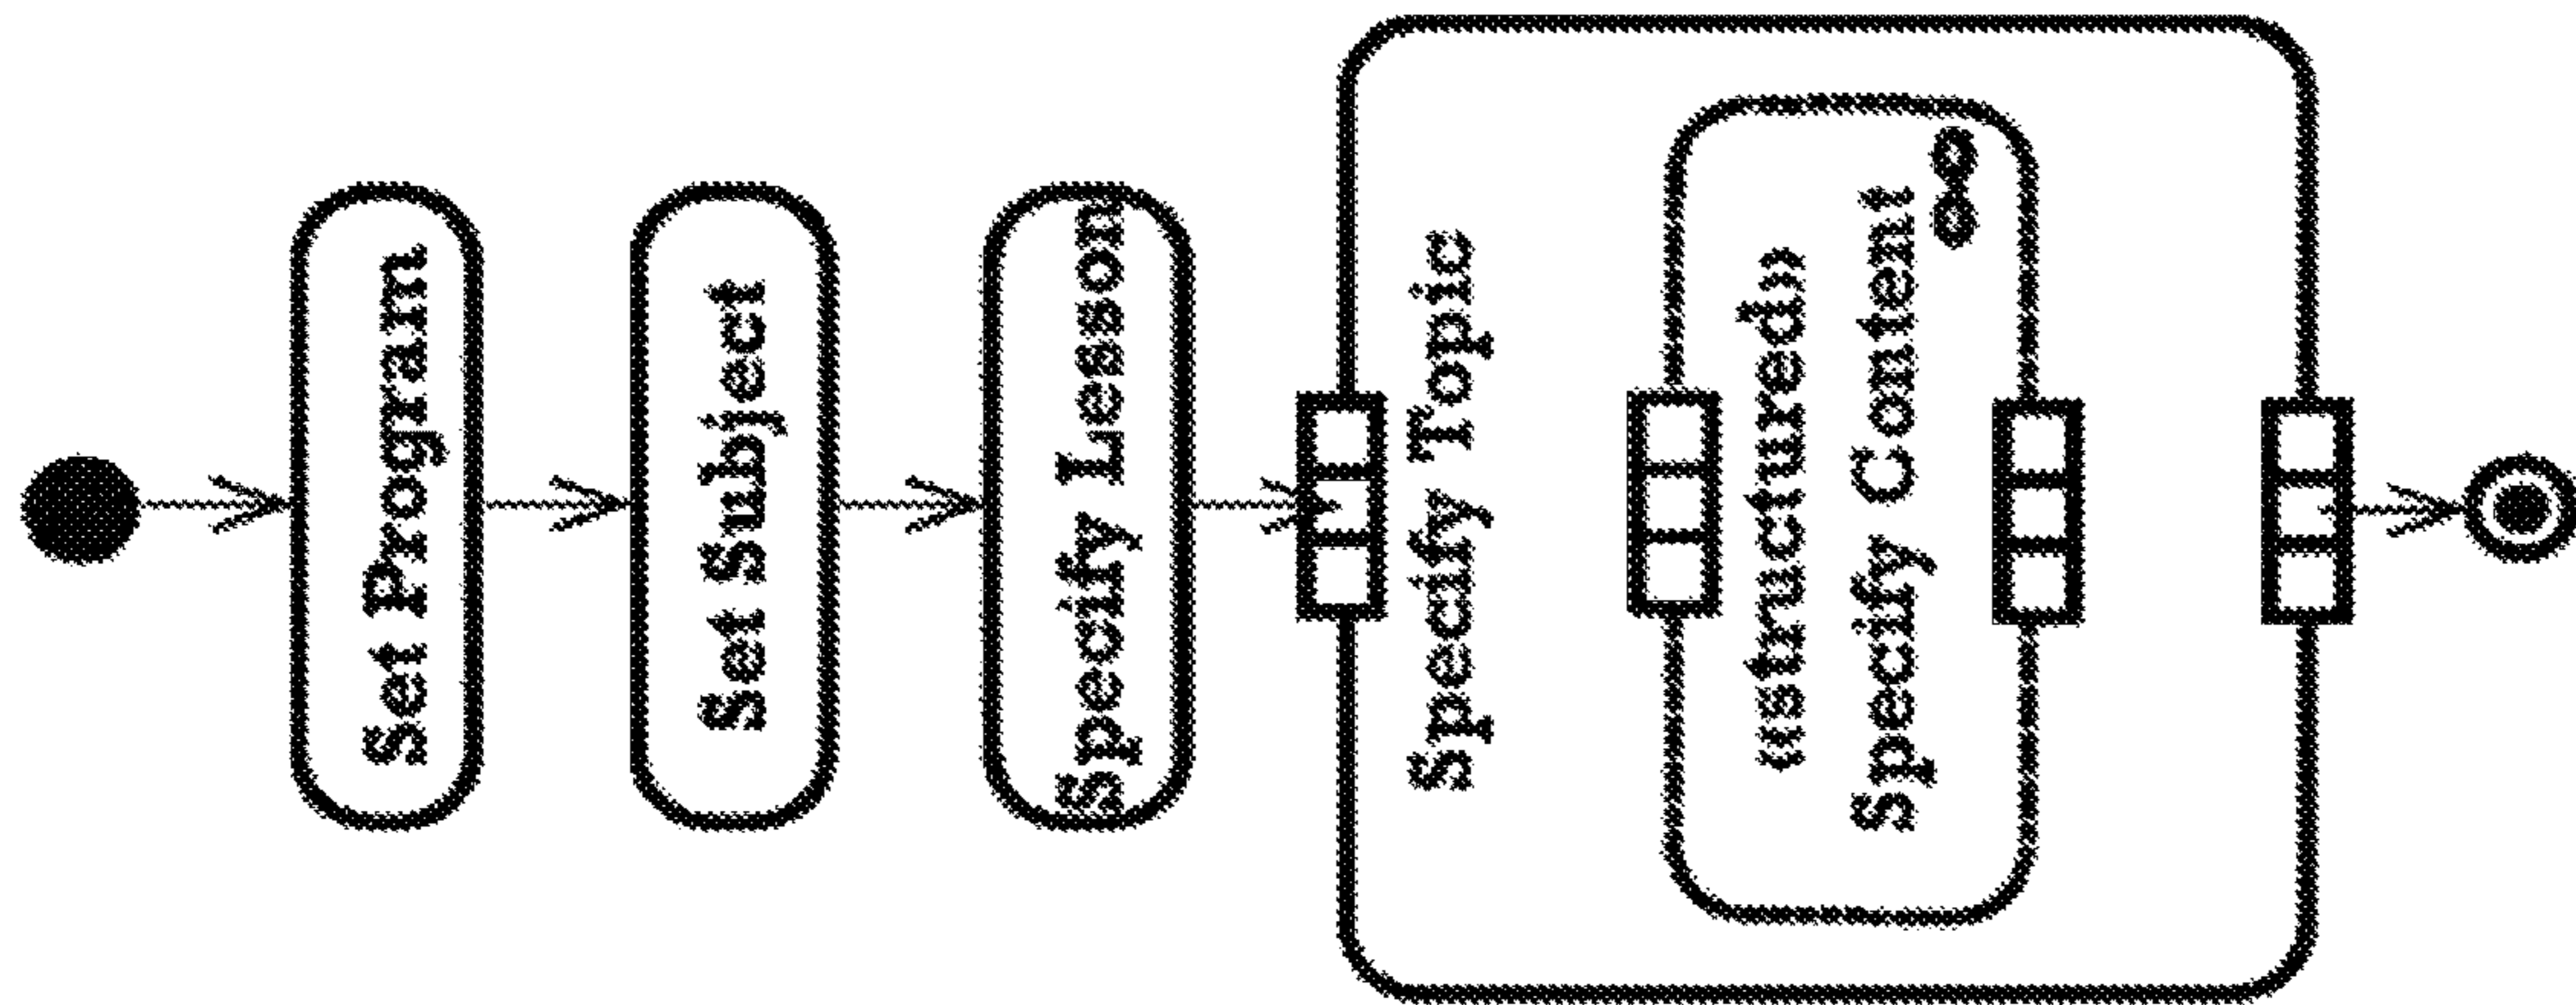 Set Program
Set Subject
Specify Lesson
Specify Topic
«structured»
Specify Content